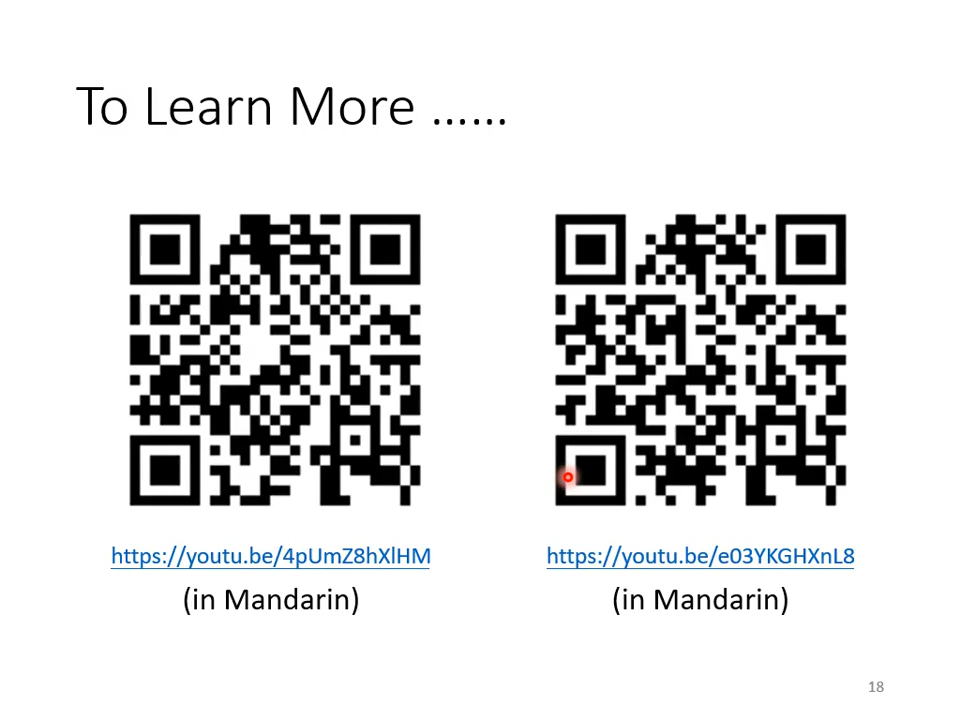 To Learn More ……
https://youtu.be/4pUmZ8hXlHM
https://youtu.be/e03YKGHXnL8
(in Mandarin)
(in Mandarin)
18